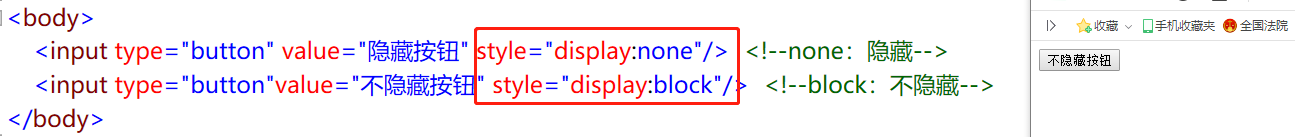 <body>
<input type="button" value="隐藏按钮" style="display:none"/> <!--none：隐藏-->
<input type="button"value="不隐藏按钮" style="display:block"/> <!--block：不隐藏-->
</body>
收藏 手机收藏夹 全国法院
不隐藏按钮